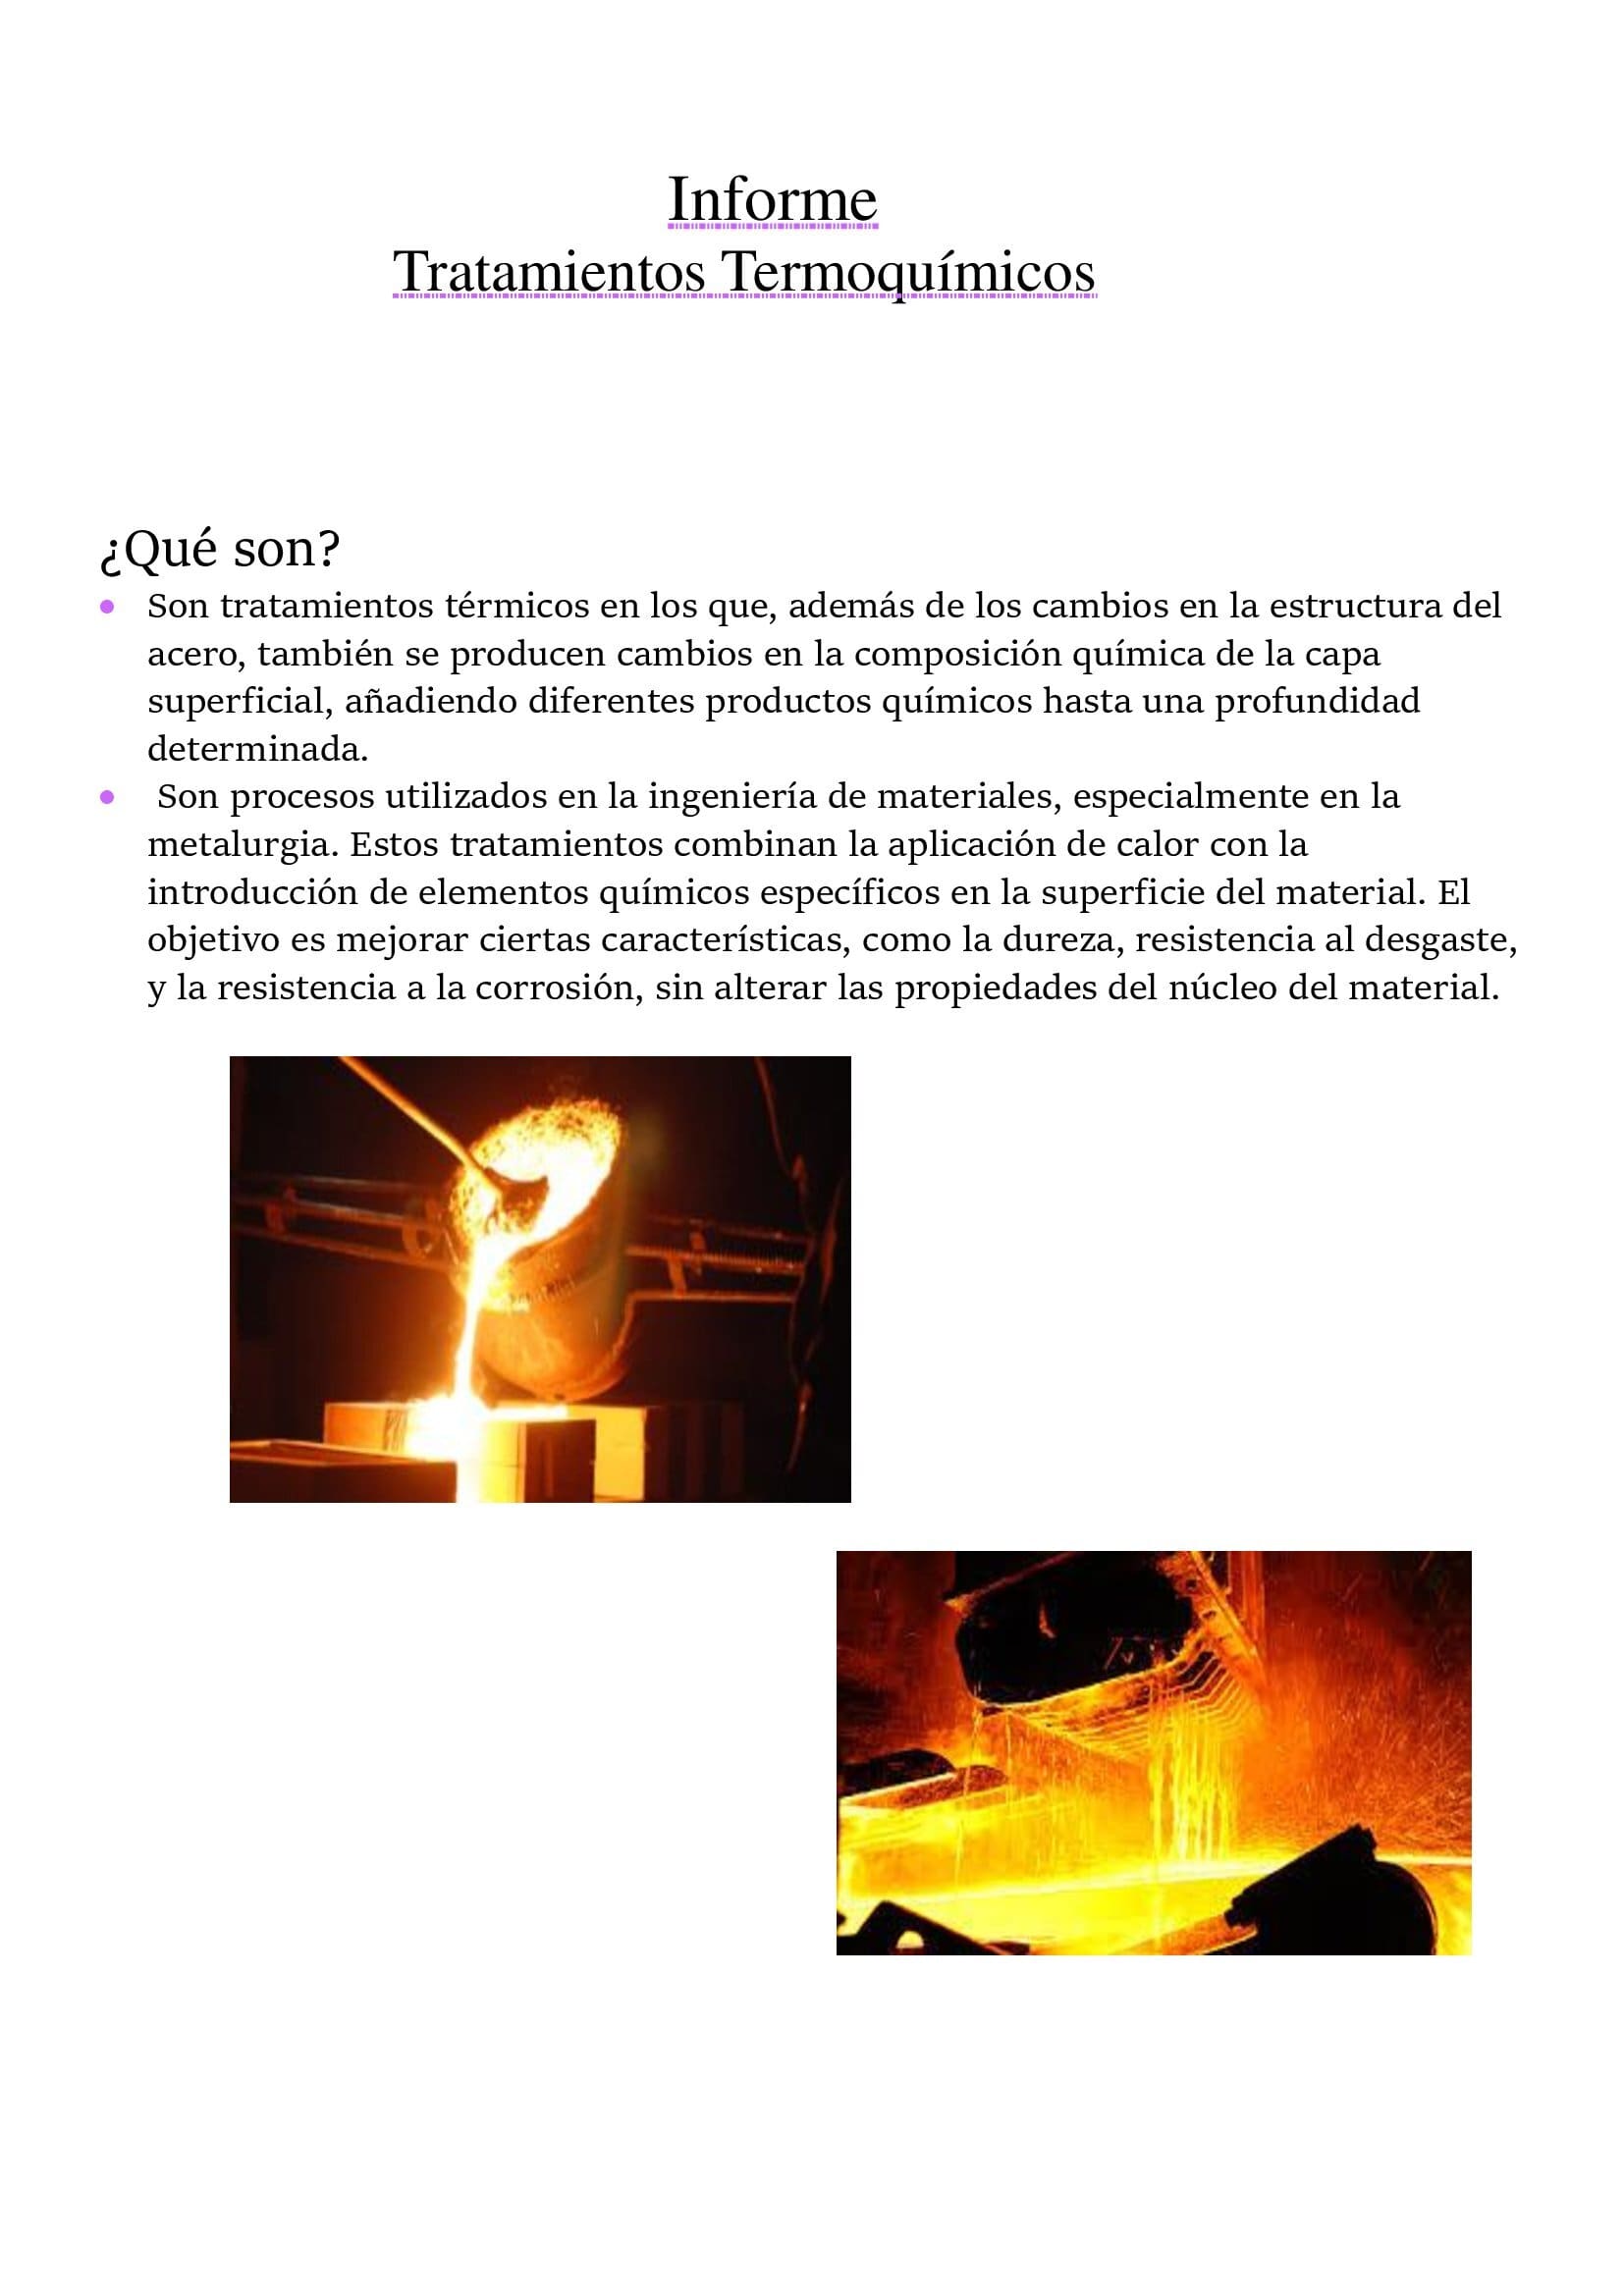 Informe
Tratamientos Termoquímicos
¿Qué son?
● Son tratamientos térmicos en los que, además de los cambios en la estructura del
acero, también se producen cambios en la composición química de la capa
superficial, añadiendo diferentes productos químicos hasta una profundidad
determinada.
● Son procesos utilizados en la ingeniería de materiales, especialmente en la
metalurgia. Estos tratamientos combinan la aplicación de calor con la
introducción de elementos químicos específicos en la superficie del material. El
objetivo es mejorar ciertas características, como la dureza, resistencia al desgaste,
y la resistencia a la corrosión, sin alterar las propiedades del núcleo del material.